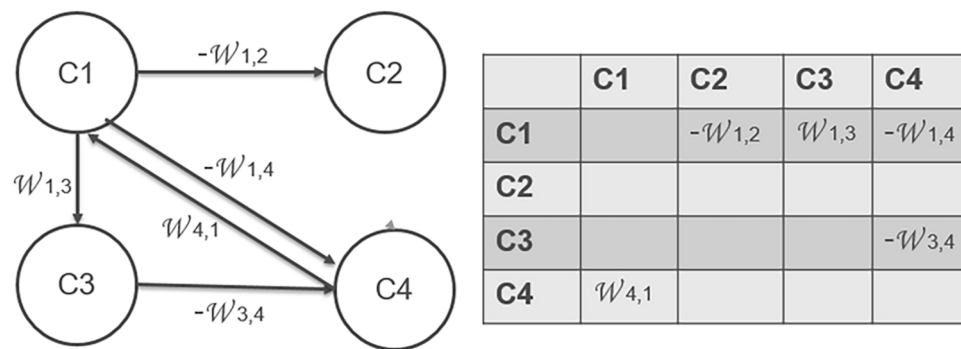 C1
-𝒲1,2
C2
𝒲1,3
-𝒲1,4
𝒲4,1
C3
-𝒲3,4
C4
C1 C2 C3 C4
C1 -𝒲1,2 𝒲1,3 -𝒲1,4
C2
C3 -𝒲3,4
C4 𝒲4,1